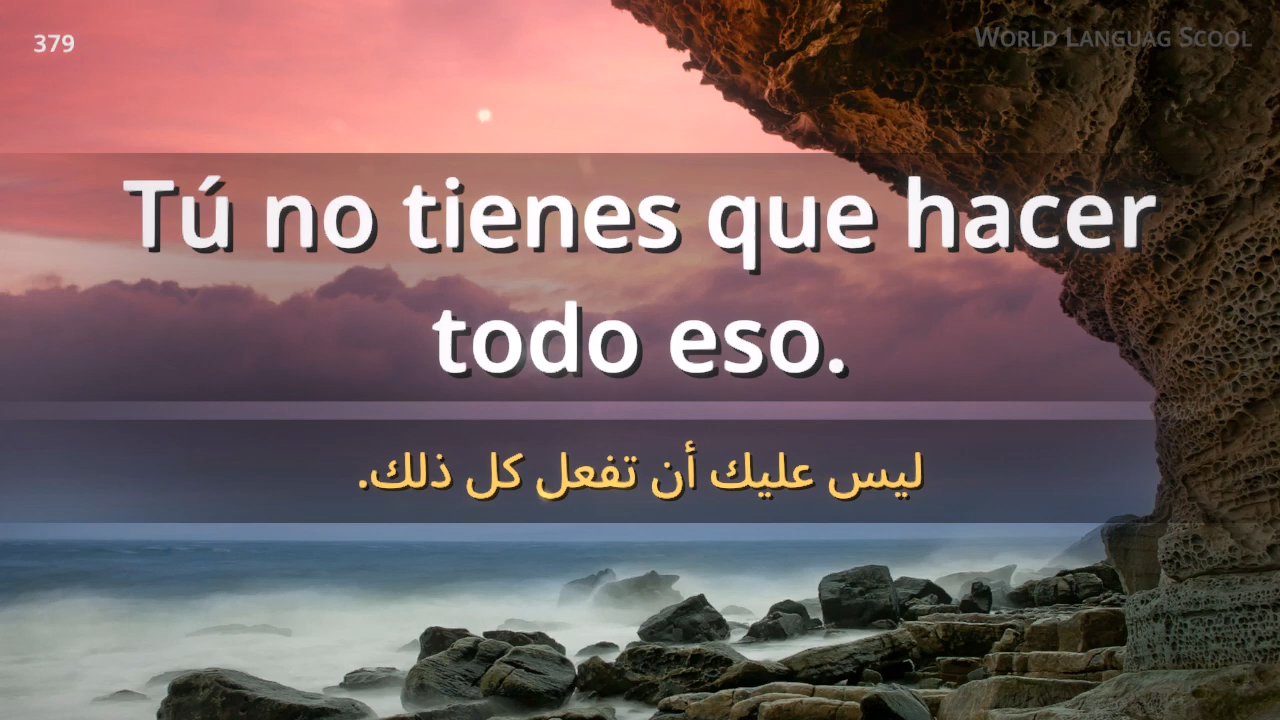 379
WORLD LANGUAG SCOOL
Tú no tienes que hacer
todo eso.
ليس عليك أن تفعل كل ذلك.